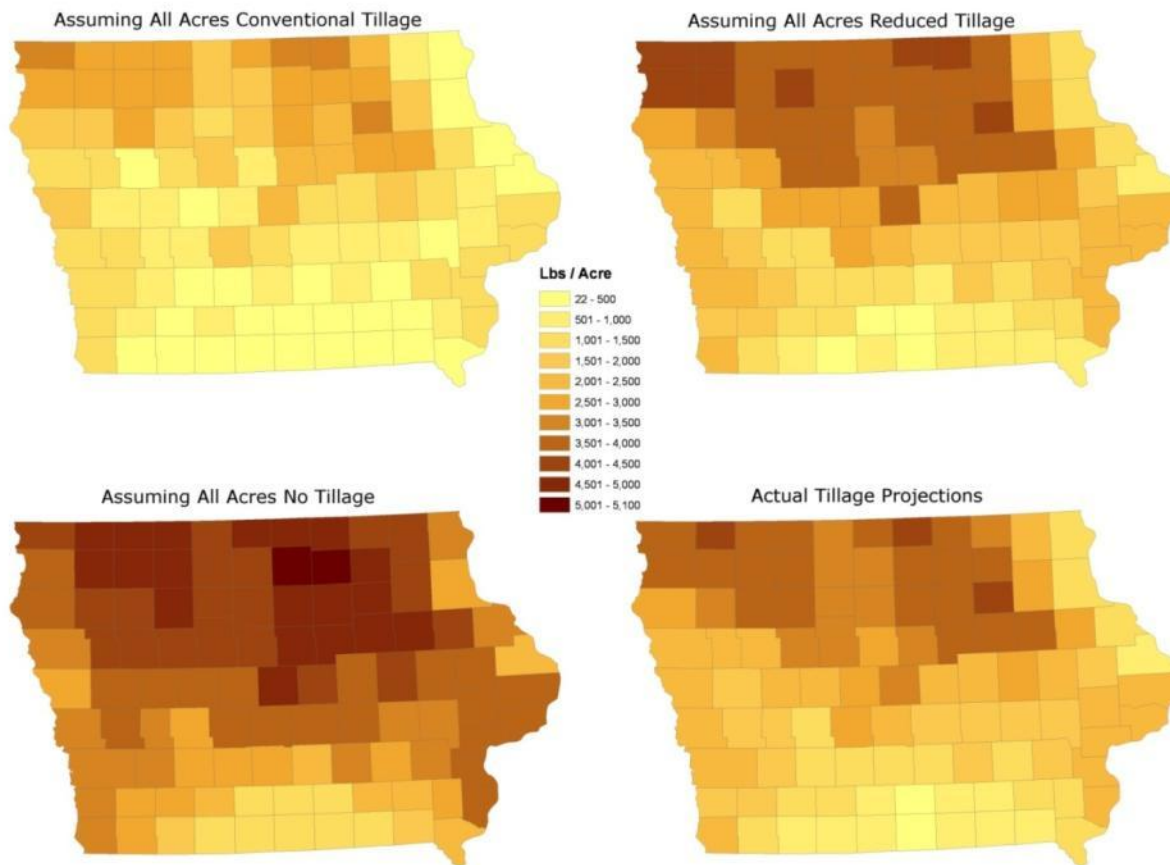 Assuming All Acres Conventional Tillage
Assuming All Acres Reduced Tillage
Lbs / Acre
22 - 500
501 - 1,000
1,001 - 1,500
1,501 - 2,000
2,001 - 2,500
2,501 - 3,000
3,001 - 3,500
3,501 - 4,000
4,001 - 4,500
4,501 - 5,000
5,001 - 5,100
Assuming All Acres No Tillage
Actual Tillage Projections